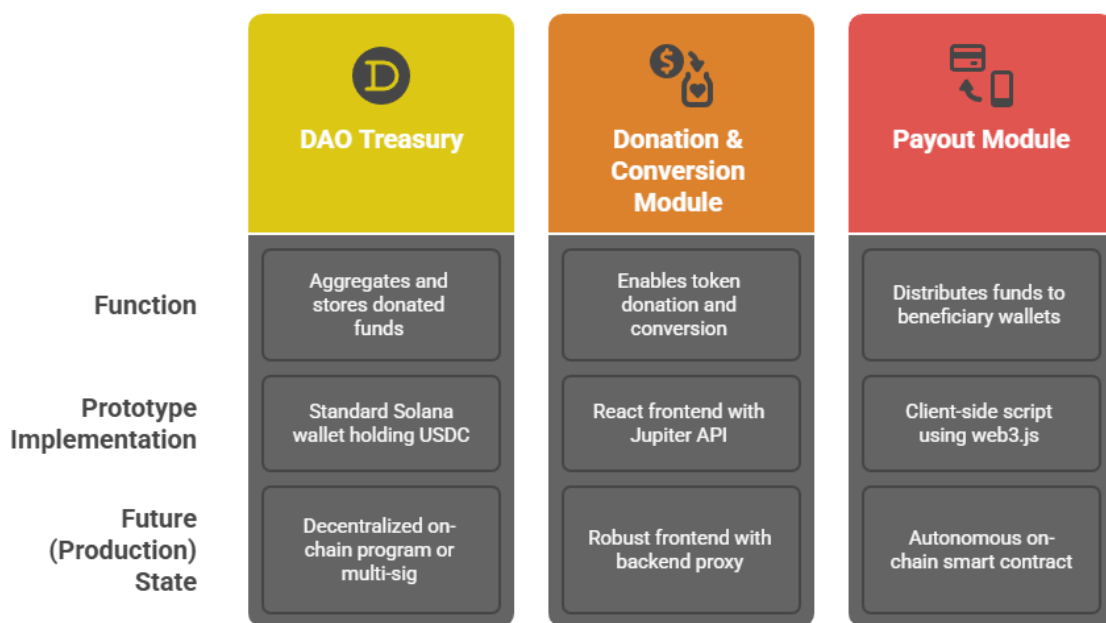 DAO Treasury
Donation &
Conversion
Module
Payout Module
Function
Aggregates and
stores donated
funds
Enables token
donation and
conversion
Distributes funds to
beneficiary wallets
Prototype
Implementation
Standard Solana
wallet holding USDC
React frontend with
Jupiter API
Client-side script
using web3.js
Future
(Production)
State
Decentralized on-
chain program or
multi-sig
Robust frontend with
backend proxy
Autonomous on-
chain smart contract